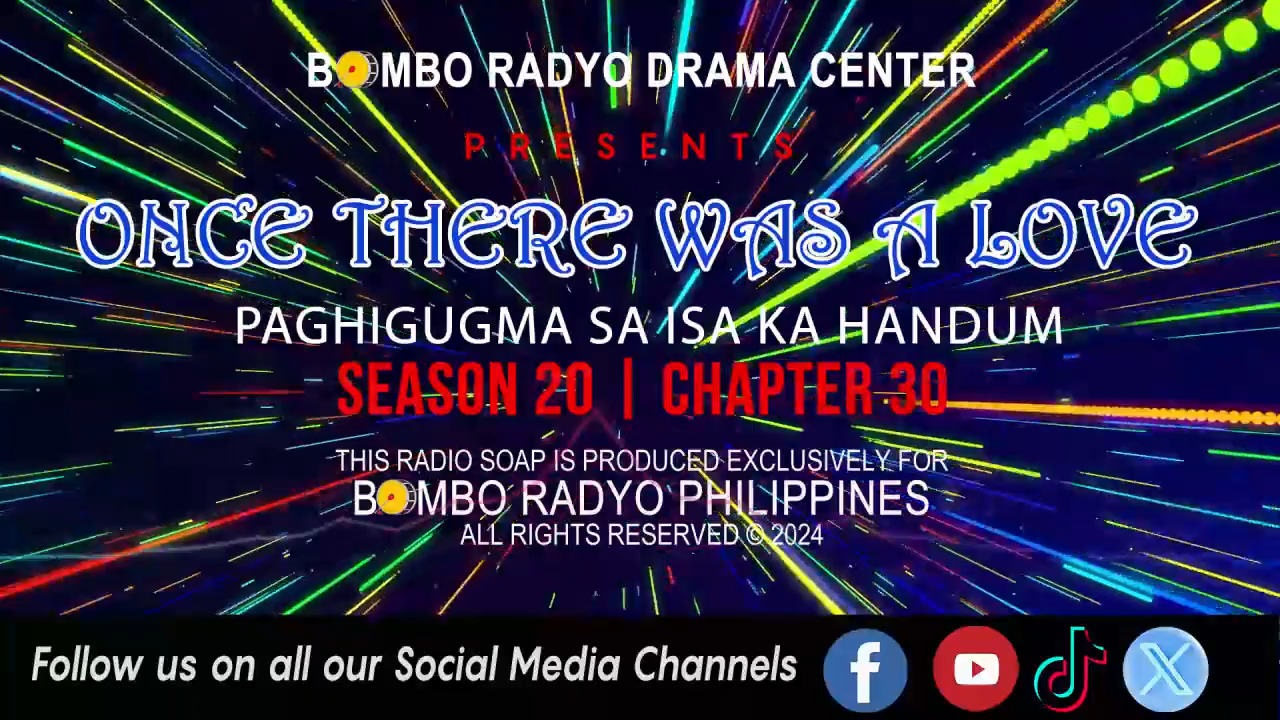 BOMBO RADYO DRAMA CENTER
PRESENTS
ONCE THERE WAS A LOVE
PAGHIGUGMA SA ISA KA HANDUM
SEASON 20 | CHAPTER 30
THIS RADIO SOAP IS PRODUCED EXCLUSIVELY FOR
BOMBO RADYO PHILIPPINES
ALL RIGHTS RESERVED © 2024
Follow us on all our Social Media Channels